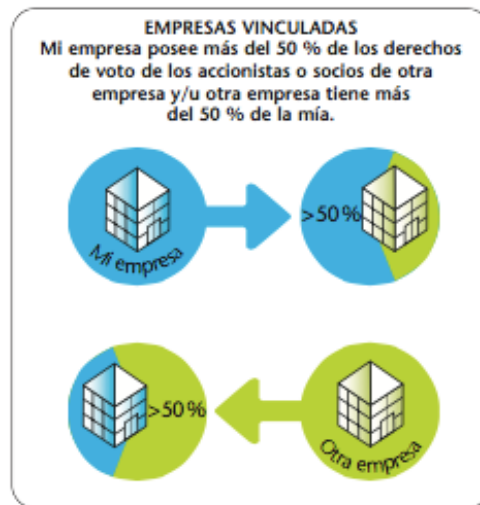 EMPRESAS VINCULADAS
Mi empresa posee más del 50 % de los derechos
de voto de los accionistas o socios de otra
empresa y/u otra empresa tiene más
del 50 % de la mía.
Mi empresa
>50 %
>50 %
Otra empresa